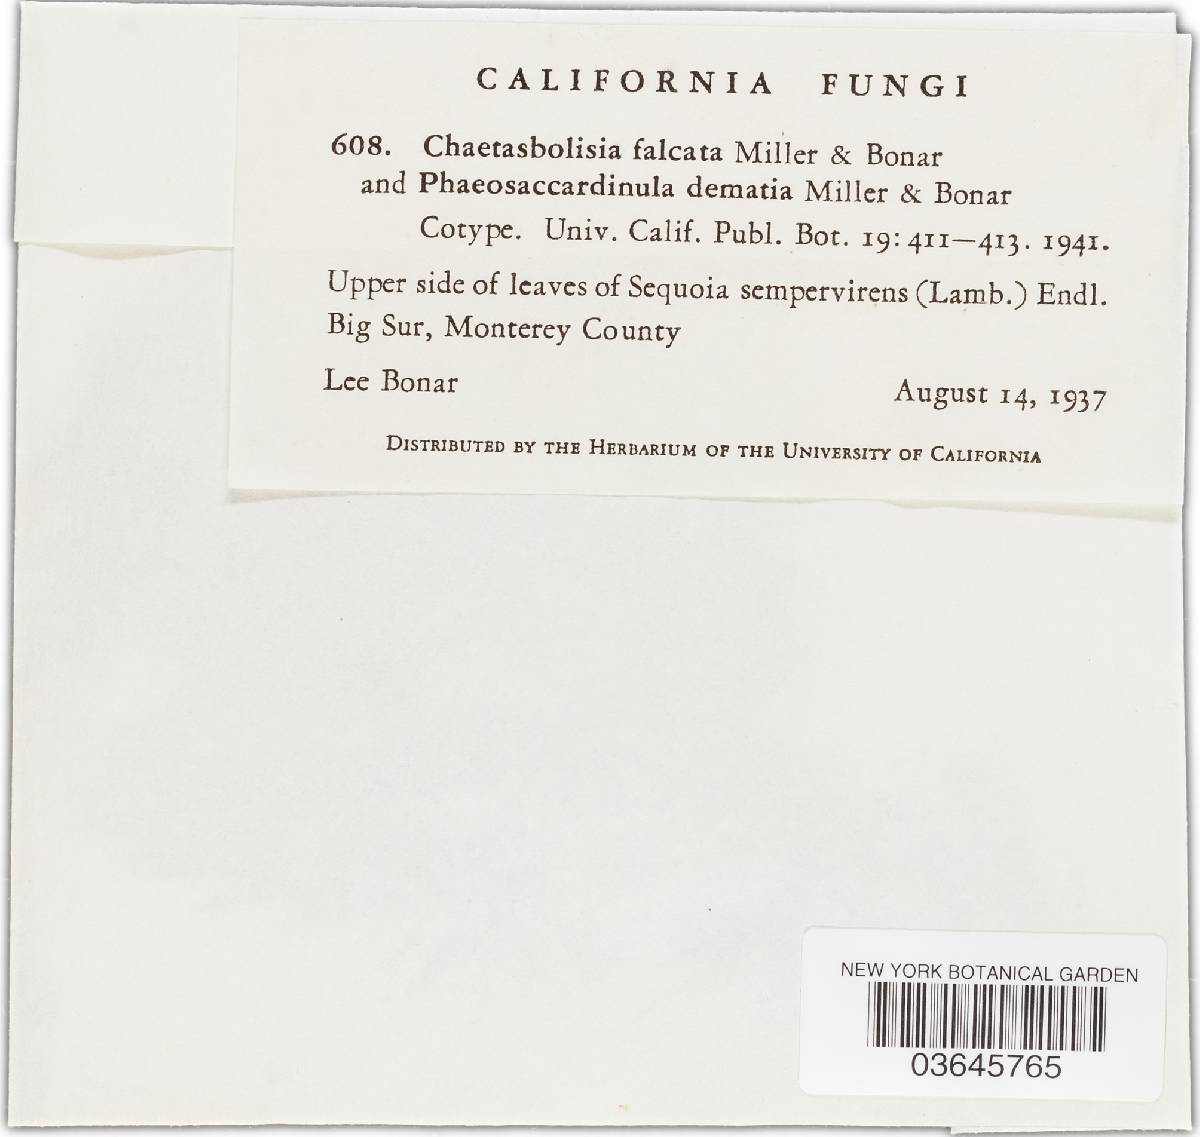 CALIFORNIA FUNGI
608. Chaetasbolisia falcata Miller & Bonar
and Phaeosaccardinula dematia Miller & Bonar
Cotype. Univ. Calif. Publ. Bot. 19: 411—413. 1941.
Upper side of leaves of Sequoia sempervirens (Lamb.) Endl.
Big Sur, Monterey County
Lee Bonar August 14, 1937
DISTRIBUTED BY THE HERBARIUM OF THE UNIVERSITY OF CALIFORNIA
NEW YORK BOTANICAL GARDEN
03645765